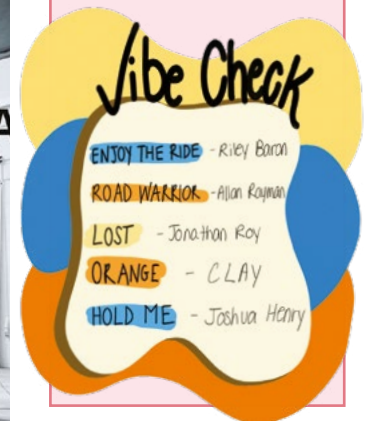 Vibe Check
ENJOY THE RIDE - Riley Baron
ROAD WARRIOR - Allan Rayman
LOST - Jonathan Roy
ORANGE - CLAY
HOLD ME - Joshua Henry